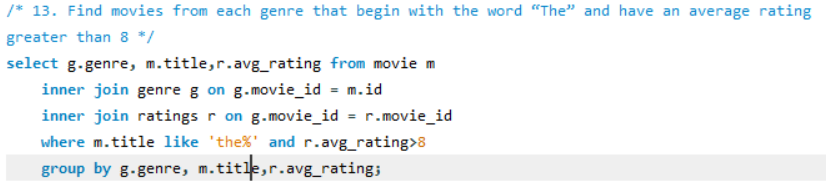 /* 13. Find movies from each genre that begin with the word “The” and have an average rating
greater than 8 */
select g.genre, m.title,r.avg_rating from movie m
inner join genre g on g.movie_id = m.id
inner join ratings r on g.movie_id = r.movie_id
where m.title like 'the%' and r.avg_rating>8
group by g.genre, m.title,r.avg_rating;